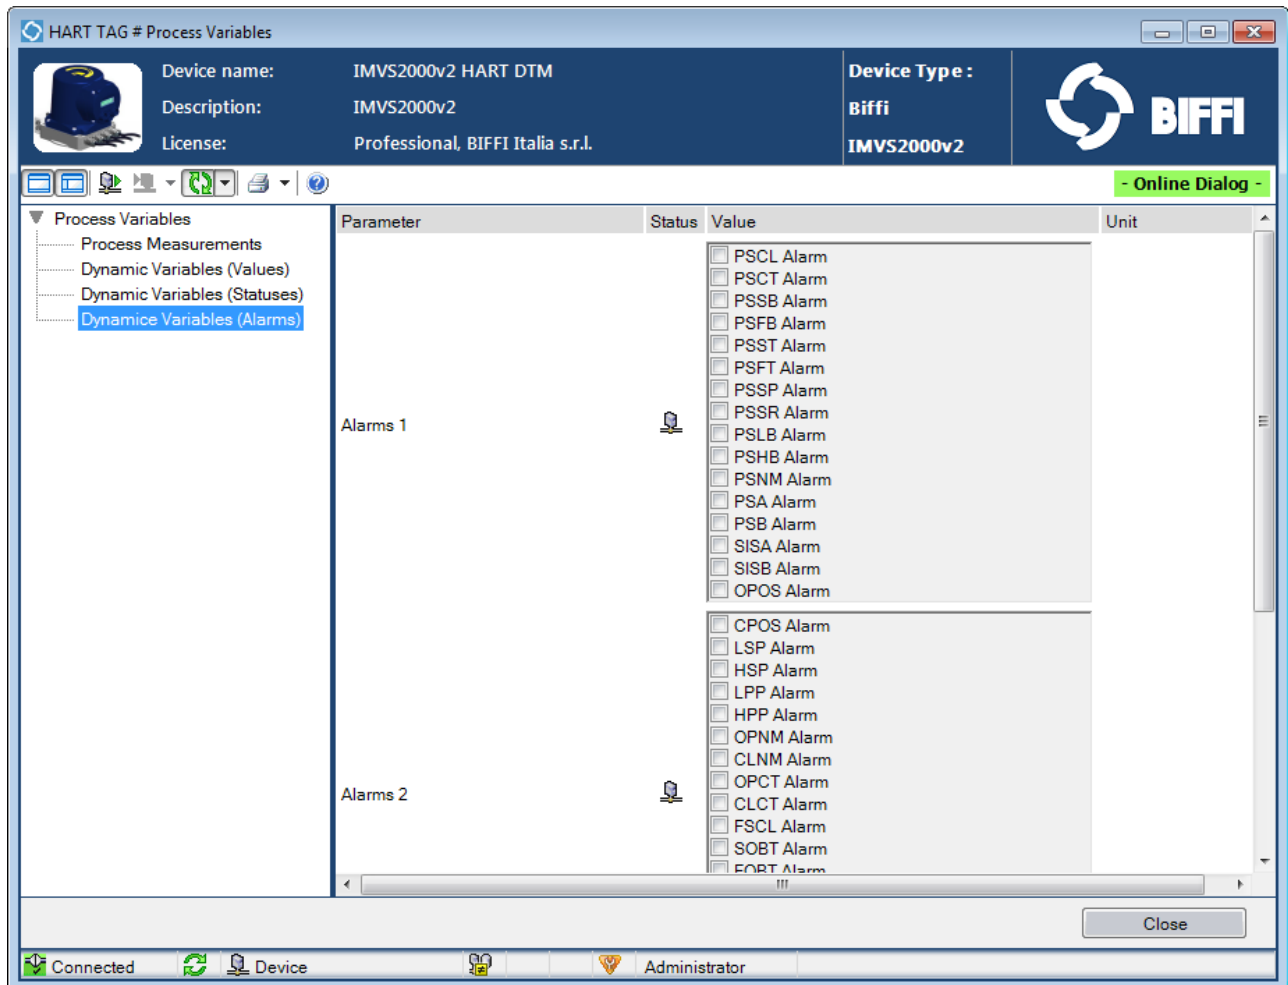 HART TAG # Process Variables
Device name: IMVS2000v2 HART DTM Device Type :
Description: IMVS2000v2 Biffi
License: Professional, BIFFI Italia s.r.l. IMVS2000v2
BIFFI
- Online Dialog -
Process Variables
Process Measurements
Dynamic Variables (Values)
Dynamic Variables (Statuses)
Dynamice Variables (Alarms)
Parameter Status Value Unit
Alarms 1
PSCL Alarm
PSCT Alarm
PSSB Alarm
PSFB Alarm
PSST Alarm
PSFT Alarm
PSSP Alarm
PSSR Alarm
PSLB Alarm
PSHB Alarm
PSNM Alarm
PSA Alarm
PSB Alarm
SISA Alarm
SISB Alarm
OPOS Alarm
Alarms 2
CPOS Alarm
LSP Alarm
HSP Alarm
LPP Alarm
HPP Alarm
OPNM Alarm
CLNM Alarm
OPCT Alarm
CLCT Alarm
FSCL Alarm
SOBT Alarm
Alarm
Close
Connected Device Administrator